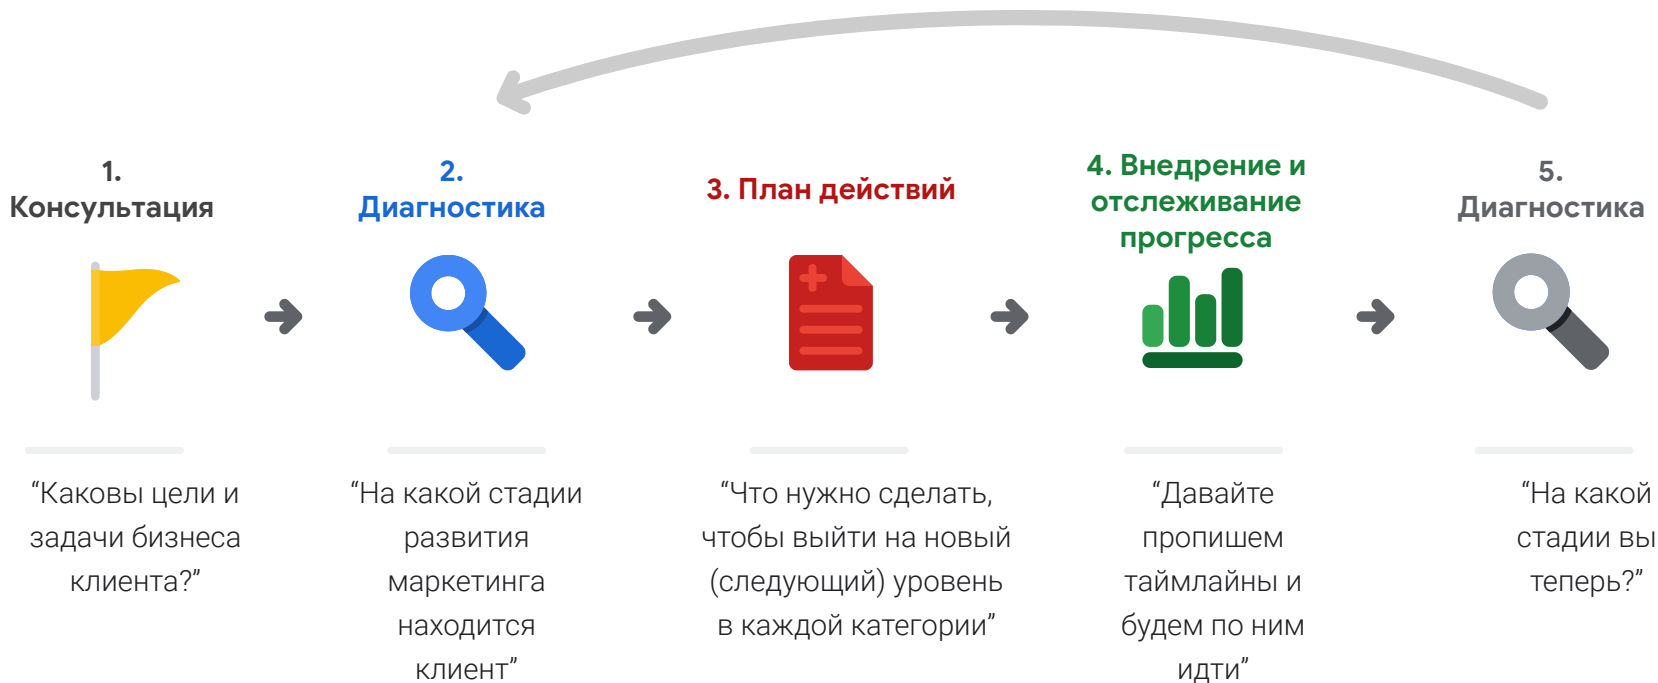 1.
Консультация
2.
Диагностика
3. План действий
4. Внедрение и
отслеживание
прогресса
5.
Диагностика
“Каковы цели и
задачи бизнеса
клиента?”
“На какой стадии
развития
маркетинга
находится
клиент”
“Что нужно сделать,
чтобы выйти на новый
(следующий) уровень
в каждой категории”
“Давайте
пропишем
таймлайны и
будем по ним
идти”
“На какой
стадии вы
теперь?”